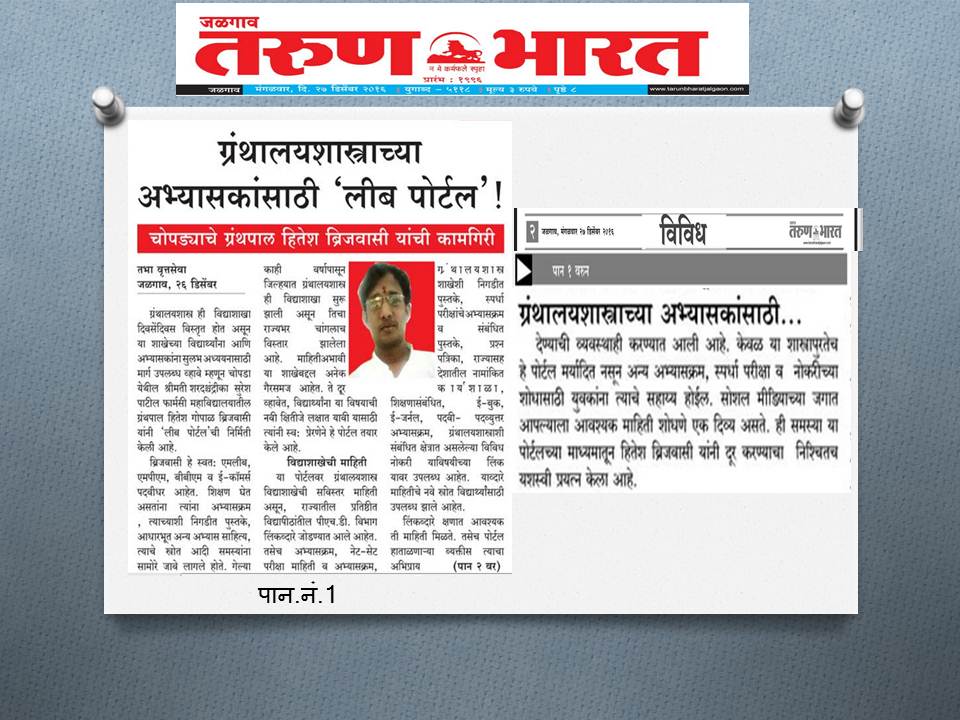 जळगाव
तरुण भारत
न मे कर्मफले स्पृहा
प्रारंभ : १९९६
जळगाव मंगळवार, दि. २७ डिसेंबर २०१६ युगाब्द - ५११८ मूल्य ३ रुपये पृष्ठे ८ www.tarunbharatjalgaon.com
ग्रंथालयशास्त्राच्या
अभ्यासकांसाठी ‘लीब पोर्टल’!
चोपड्याचे ग्रंथपाल हितेश ब्रिजवासी यांची कामगिरी
तभा वृत्तसेवा
जळगाव, २६ डिसेंबर
ग्रंथालयशास्त्र ही विद्याशाखा
दिवसेंदिवस विस्तृत होत असून
या शाखेच्या विद्यार्थ्यांना आणि
अभ्यासकांना सुलभ अध्ययनासाठी
मार्ग उपलब्ध व्हावे म्हणून चोपडा
येथील श्रीमती शरदचंद्रीका सुरेश
पाटील फार्मसी महाविद्यालयातील
ग्रंथपाल हितेश गोपाळ ब्रिजवासी
यांनी ‘लीब पोर्टल’ची निर्मिती
केली आहे.
ब्रिजवासी हे स्वत: एमलीब,
एमपीएम, बीबीएम व ई-कॉमर्स
पदवीधर आहेत. शिक्षण घेत
असतांना त्यांना अभ्यासक्रम
, त्याच्याशी निगडीत पुस्तके,
आधारभूत अन्य अभ्यास साहित्य,
त्याचे स्रोत आदी समस्यांना
सामोरे जावे लागले होते. गेल्या
काही वर्षापासून
जिल्ह्यात ग्रंथालयशास्त्र
ही विद्याशाखा सुरू
झाली असून तिचा
राज्यभर चांगलाच
विस्तार झालेला
आहे. माहितीअभावी
या शाखेबद्दल अनेक
गैरसमज आहेत. ते दूर
व्हावेत, विद्यार्थ्यांना या विषयाची
नवी क्षितीजे लक्षात यावी यासाठी
त्यांनी स्व: प्रेरणेने हे पोर्टल तयार
केले आहे.
विद्याशाखेची माहिती
या पोर्टलवर ग्रंथालयशास्त्र
विद्याशाखेची सविस्तर माहिती
असून, राज्यातील प्रतिष्ठीत
विद्यापीठांतील पीएच.डी. विभाग
लिंकव्दारे जोडण्यात आले आहेत.
तसेच अभ्यासक्रम, नेट-सेट
परीक्षा माहिती व अभ्यासक्रम,
ग्रंथालयशास्र
शाखेशी निगडीत
पुस्तके, स्पर्धा
परीक्षांचे अभ्यासक्रम
व संबंधित
पुस्तके, प्रश्न
पत्रिका, राज्यासह
देशातील नामांकित
कार्यशाळा,
शिक्षणासंबंधित, ई-बुक,
ई-जर्नल, पदवी- पदव्युत्तर
अभ्यासक्रम, ग्रंथालयशास्त्राशी
संबंधित क्षेत्रात असलेल्या विविध
नोकरी याविषयीच्या लिंक
यावर उपलब्ध आहेत. याव्दारे
माहितीचे नवे स्रोत विद्यार्थ्यांसाठी
उपलब्ध झाले आहेत.
लिंकव्दारे क्षणात आवश्यक
ती माहिती मिळते. तसेच पोर्टल
हाताळणाऱ्या व्यक्तीस त्याचा
अभिप्राय (पान २ वर)
२ जळगाव, मंगळवार २७ डिसेंबर २०१६ विविध तरुण भारत
पान १ वरुन
ग्रंथालयशास्त्राच्या अभ्यासकांसाठी...
देण्याची व्यवस्थाही करण्यात आली आहे. केवळ या शास्त्रापुरतेच
हे पोर्टल मर्यादित नसून अन्य अभ्यासक्रम, स्पर्धा परीक्षा व नोकरीच्या
शोधासाठी युवकांना त्याचे सहाय्य होईल. सोशल मिडियाच्या जगात
आपल्याला आवश्यक माहिती शोधणे एक दिव्य असते. ही समस्या या
पोर्टलच्या माध्यमातून हितेश ब्रिजवासी यांनी दूर करण्याचा निश्चितच
यशस्वी प्रयत्न केला आहे.
पान.नं.1